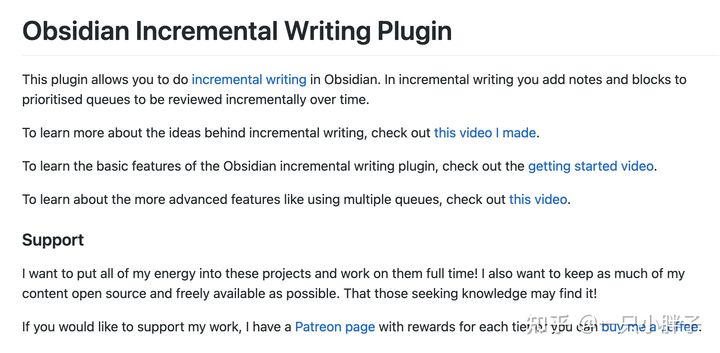 Obsidian Incremental Writing Plugin
This plugin allows you to do incremental writing in Obsidian. In incremental writing you add notes and blocks to
prioritised queues to be reviewed incrementally over time.
To learn more about the ideas behind incremental writing, check out this video I made.
To learn the basic features of the Obsidian incremental writing plugin, check out the getting started video.
To learn about the more advanced features like using multiple queues, check out this video.
Support
I want to put all of my energy into these projects and work on them full time! I also want to keep as much of my
content open source and freely available as possible. That those seeking knowledge may find it!
If you would like to support my work, I have a Patreon page with rewards for each tier or you can buy me a coffee.
知乎 @一只小胖子